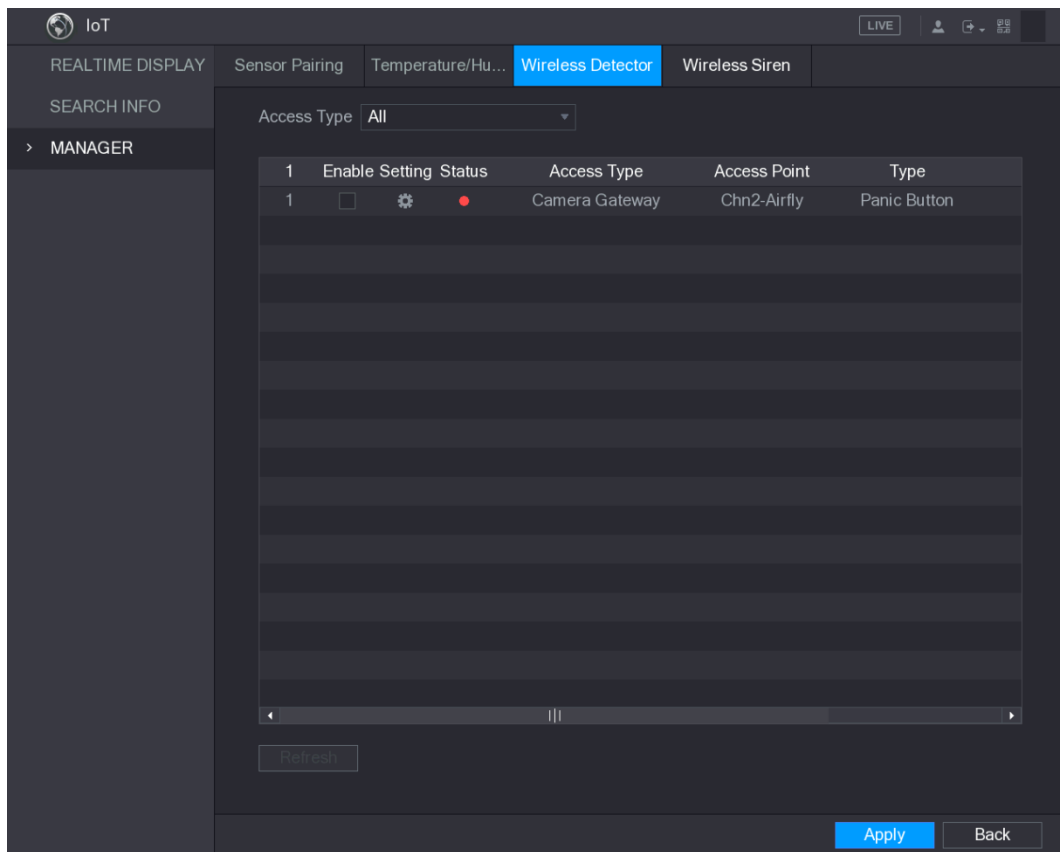 IoT LIVE
REALTIME DISPLAY
SEARCH INFO
MANAGER
Sensor Pairing Temperature/Hu... Wireless Detector Wireless Siren
Access Type All
1 Enable Setting Status Access Type Access Point Type
1 Camera Gateway Chn2-Airfly Panic Button
Refresh
Apply Back